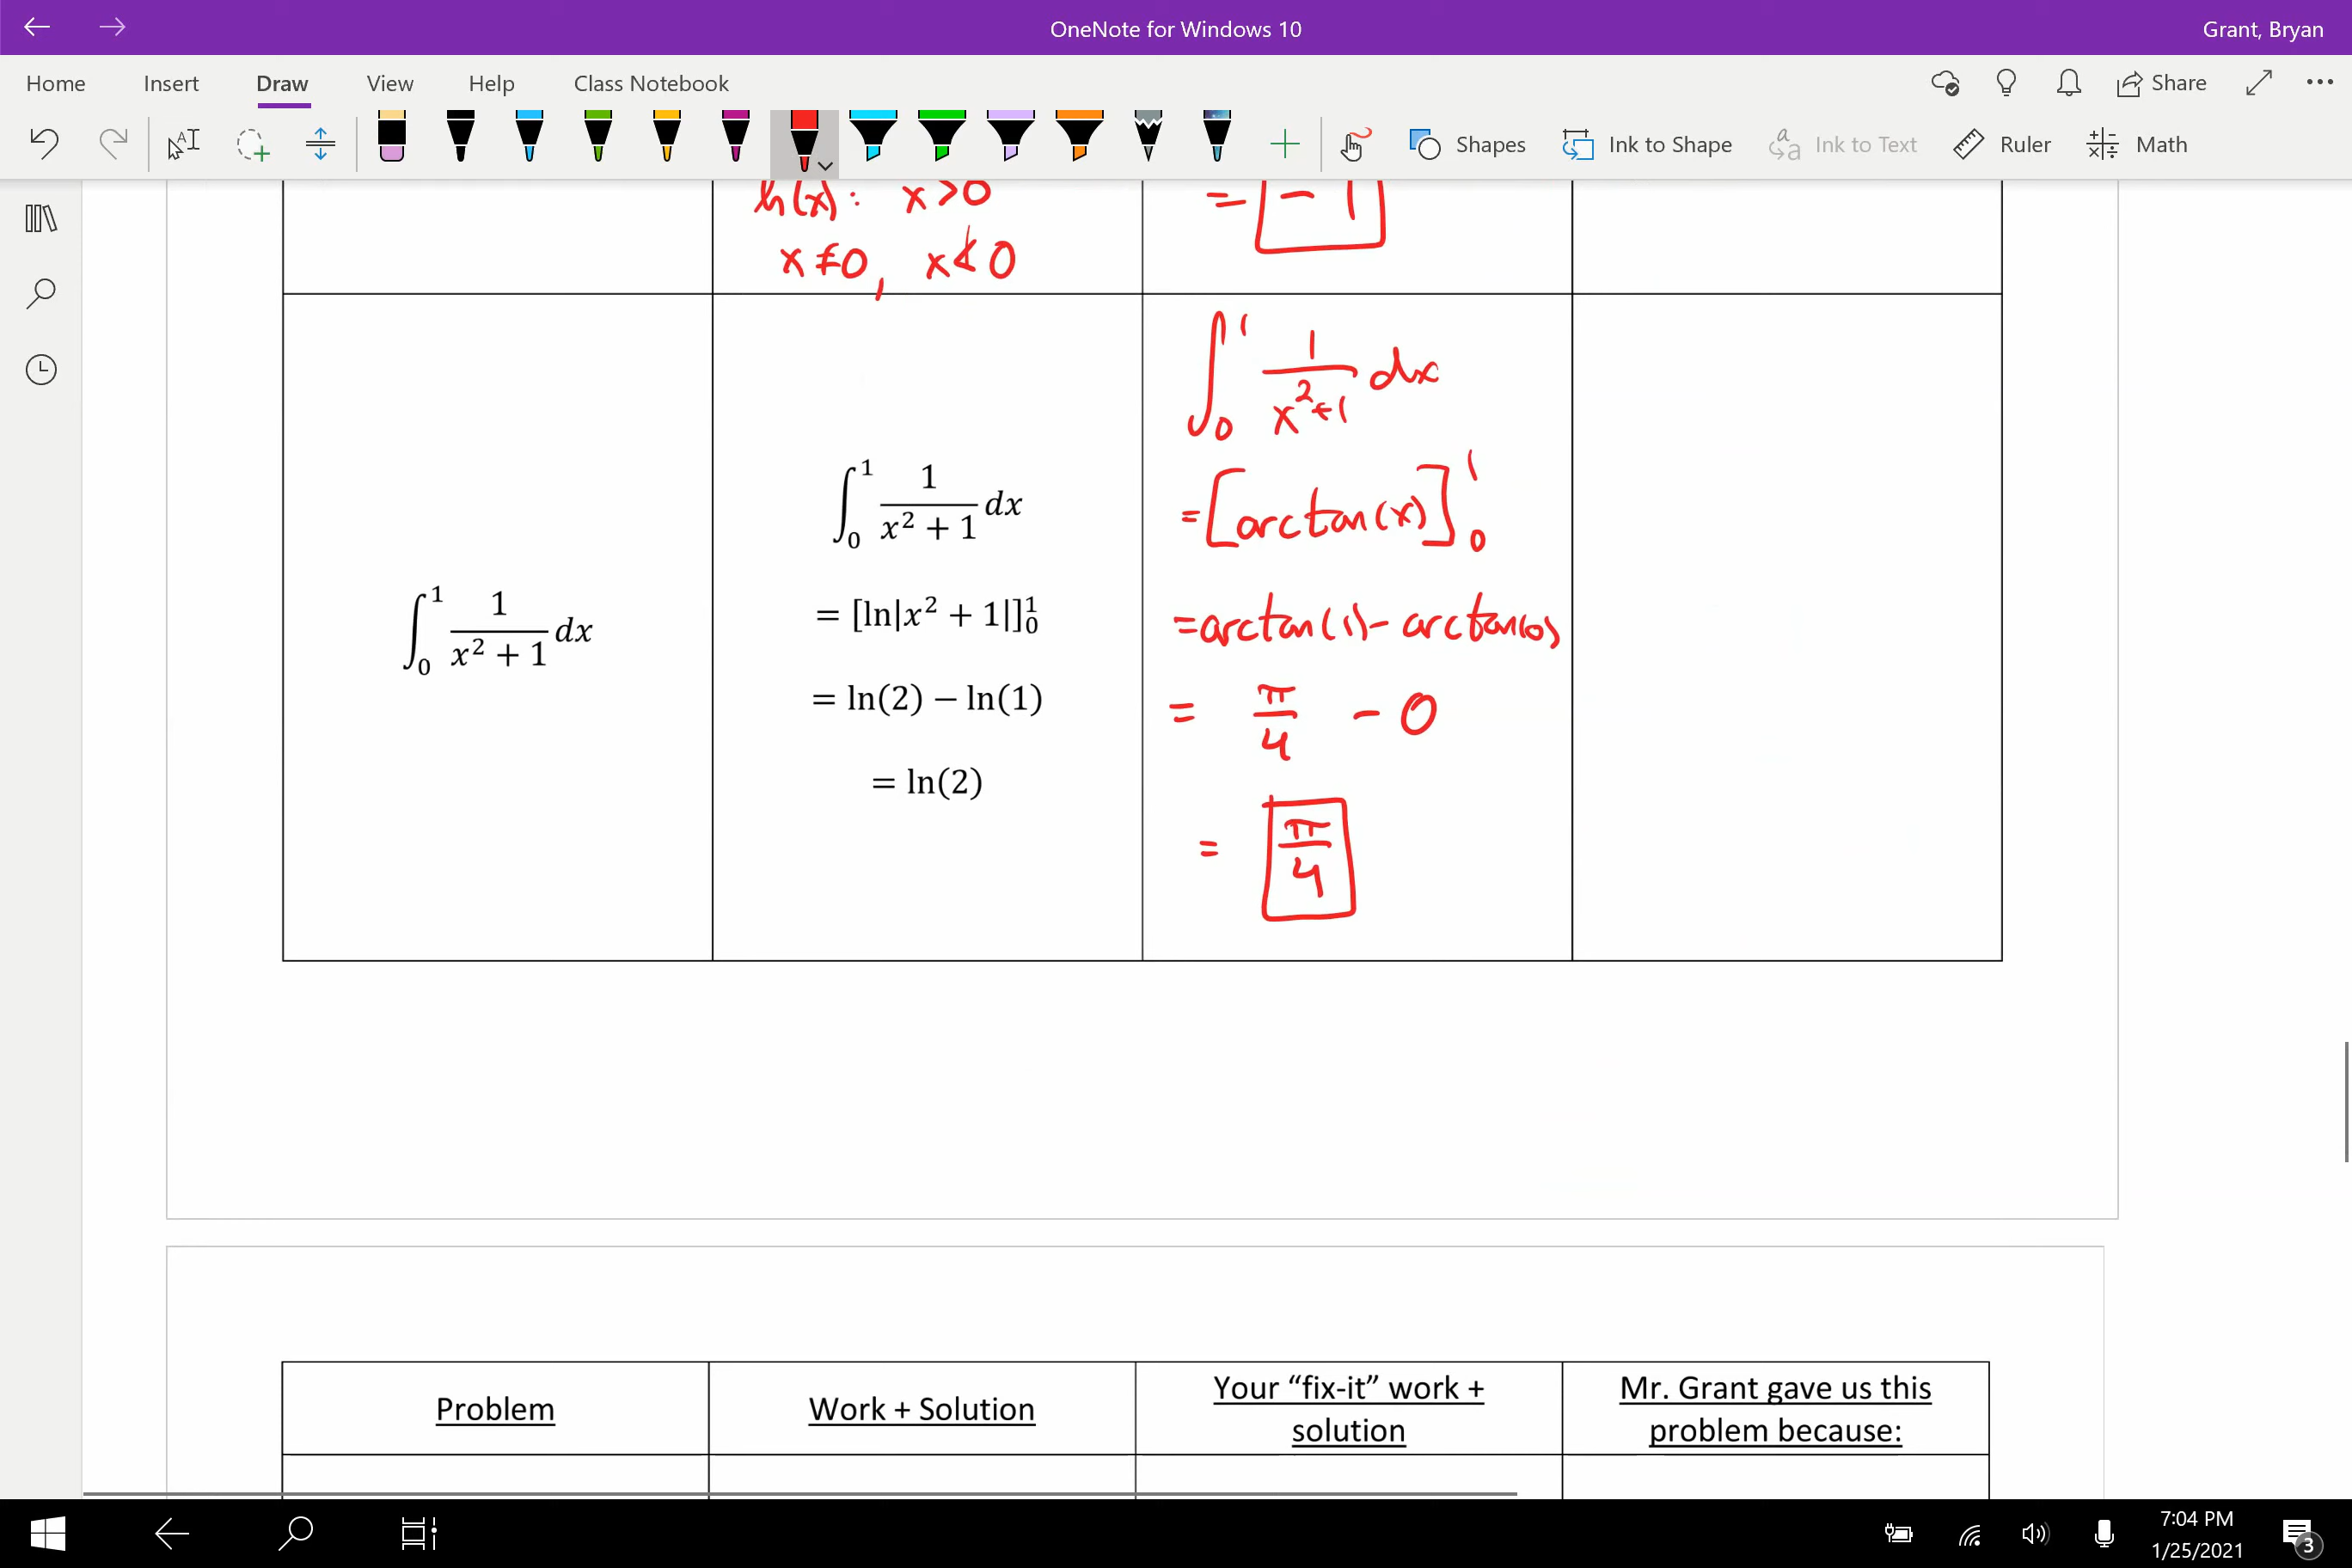 OneNote for Windows 10
Grant, Bryan
Home Insert Draw View Help Class Notebook
Share
Shapes Ink to Shape Ink to Text Ruler Math
h(x): x>0
x≠0, x≮0
= -1
∫₀¹ 1/(x²+1) dx
∫₀¹ 1/(x² + 1) dx
= [ln|x² + 1|]₀¹
= ln(2) − ln(1)
= ln(2)
∫₀¹ 1/(x²+1) dx
= [arctan(x)]₀¹
= arctan(1) - arctan(0)
= π/4 - 0
= π/4
Problem
Work + Solution
Your “fix-it” work +
solution
Mr. Grant gave us this
problem because:
7:04 PM
1/25/2021
3